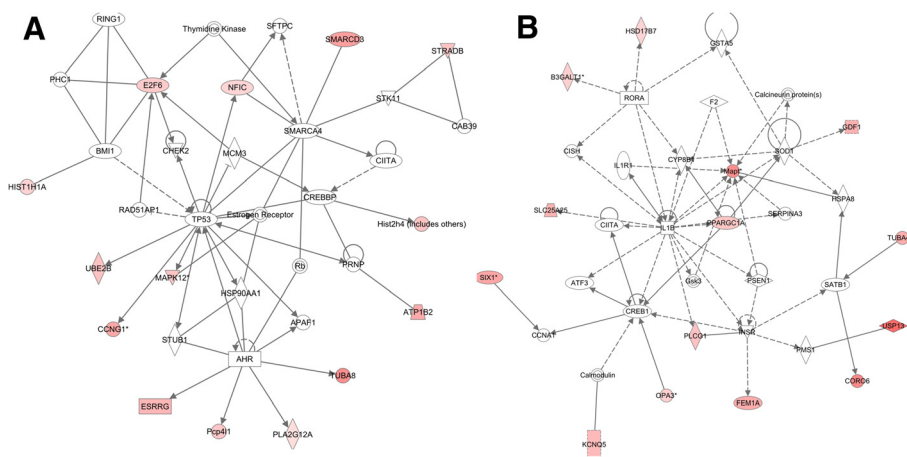 A
RING1
Thymidine Kinase
SFTPC
SMARCD3
STRADB
PHC1
E2F6
NFIC
STK11
SMARCA4
CAB39
BMI1
CHEK2
MCM3
CIITA
HIST1H1A
CREBBP
RAD51AP1
TP53
Estrogen Receptor
Hist2h4 (includes others)
UBE2B
MAPK12*
Rb
PRNP
HSP90AA1
CCNG1*
STUB1
APAF1
ATP1B2
AHR
TUBA8
ESRRG
Pcp4l1
PLA2G12A
B
HSD17B7
GSTA5
B3GALT1*
RORA
F2
Calcineurin protein(s)
GDF1
CISH
IL1R1
CYP8B1
SOD1
Mapt*
HSPA8
SLC25A25
CIITA
IL1B
PPARGC1A
SERPINA3
TUBA4
SIX1*
ATF3
Gsk3
PSEN1
SATB1
CCNA1
CREB1
PLCG1
INSR
PMS1
USP13
Calmodulin
OPA3*
FEM1A
CORO6
KCNQ5